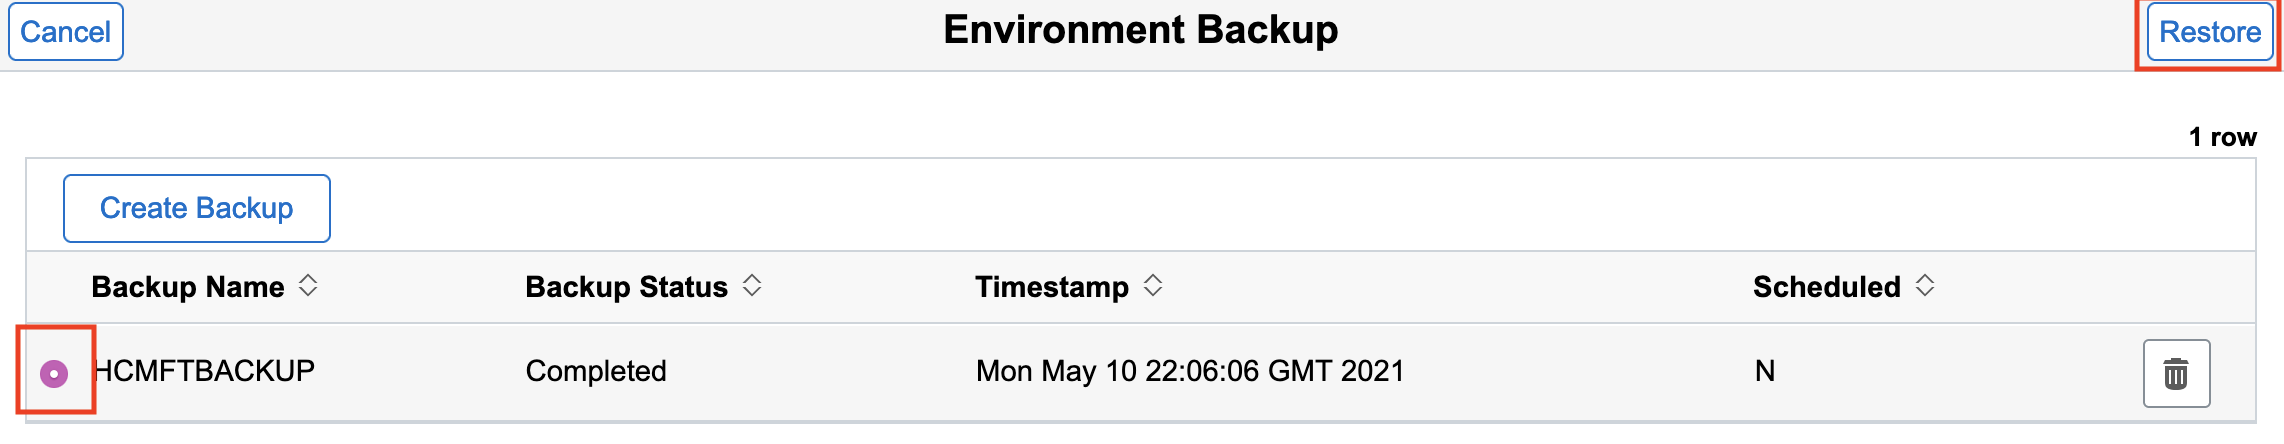 Cancel Environment Backup Restore
1 row
Create Backup
Backup Name Backup Status Timestamp Scheduled
HCMFTBACKUP Completed Mon May 10 22:06:06 GMT 2021 N